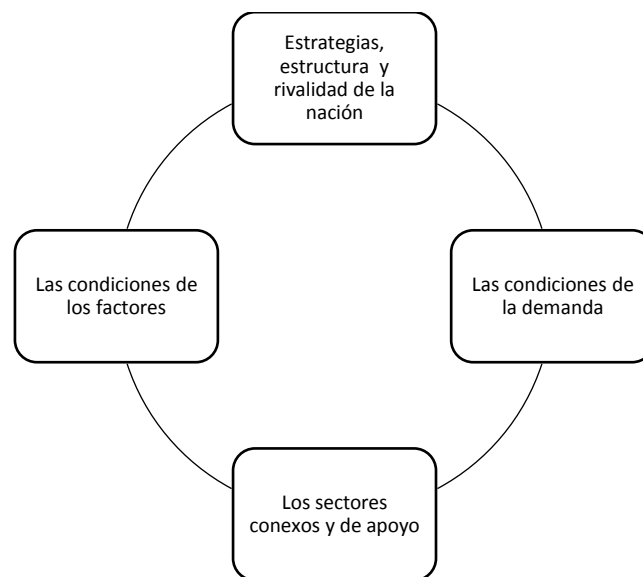 Estrategias,
estructura y
rivalidad de la
nación
Las condiciones de
los factores
Las condiciones de
la demanda
Los sectores
conexos y de apoyo